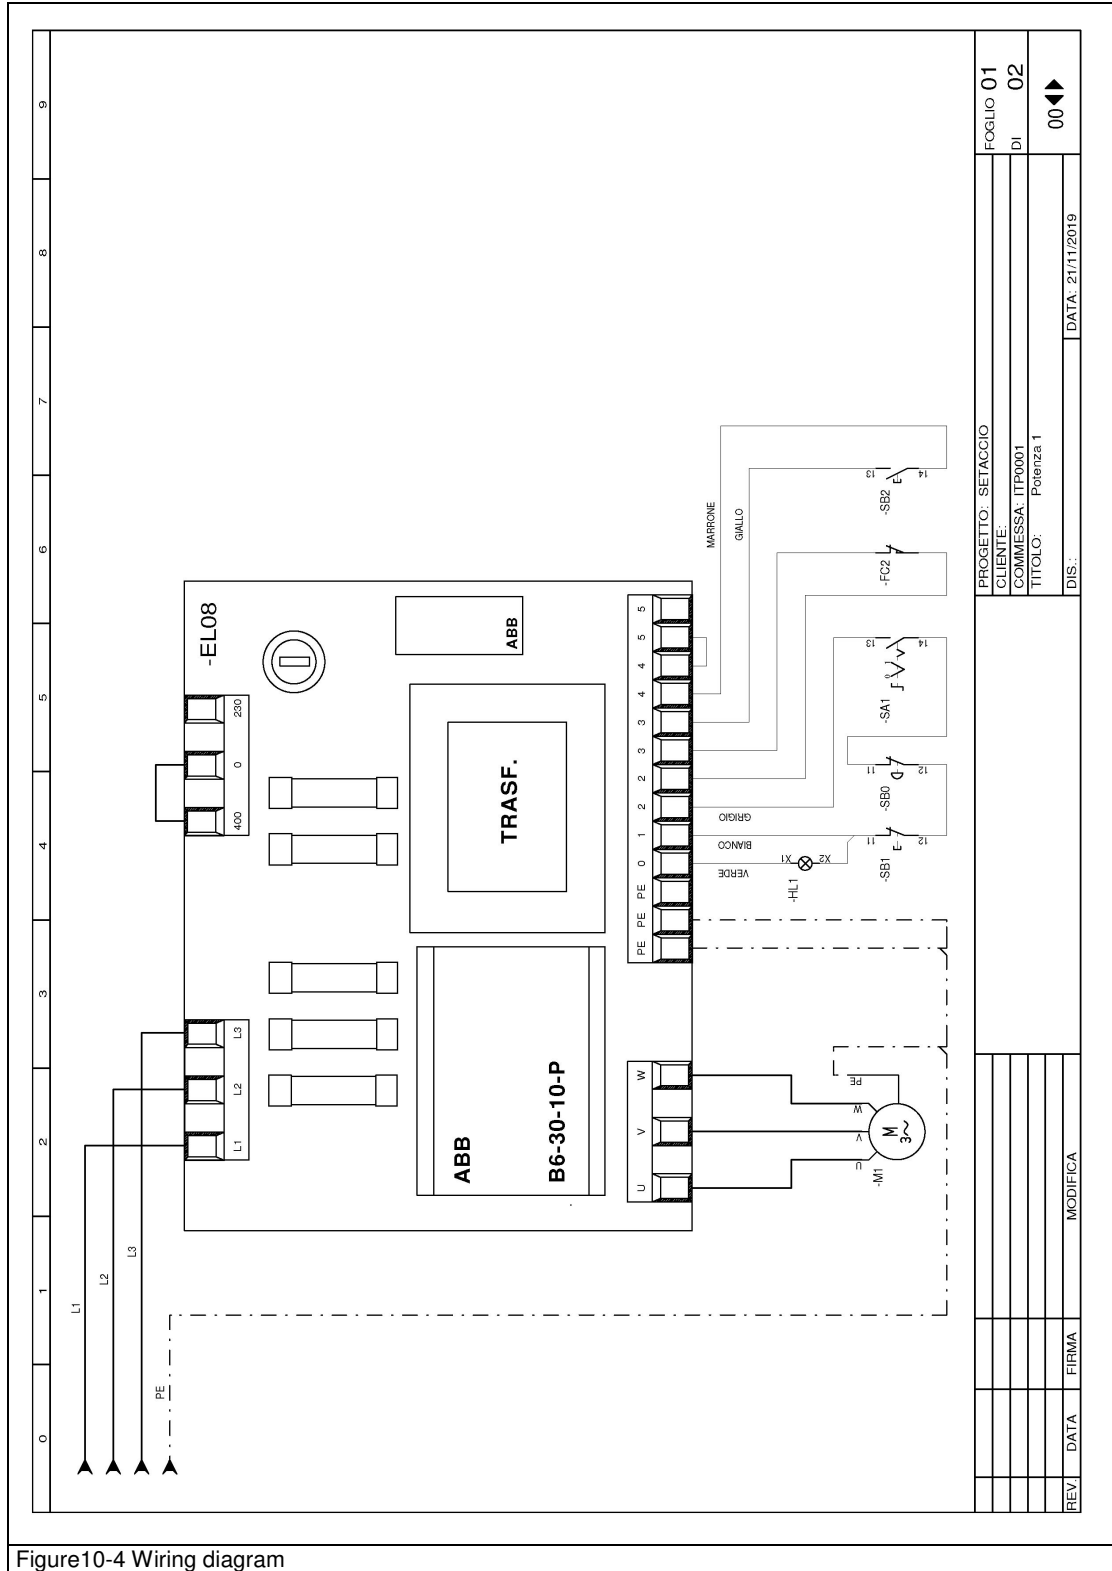 0 1 2 3 4 5 6 7 8 9
L1
L2
L3
PE
-EL08
400 0 230
L1 L2 L3
ABB
B6-30-10-P
TRASF.
ABB
U V W
PE PE PE 0 1 2 2 3 3 4 4 5 5
VERDE
BIANCO
GRIGIO
GIALLO
MARRONE
U V W PE
M
3~
-M1
X1
X2
-HL1
11
12
-SB1
11
12
-SB0
0 1
13
14
-SA1
-FC2
13
14
-SB2
REV. DATA FIRMA MODIFICA
PROGETTO: SETACCIO
CLIENTE:
COMMESSA: ITP0001
TITOLO: Potenza 1
DIS.: DATA: 21/11/2019
FOGLIO 01
DI 02
00
Figure10-4 Wiring diagram